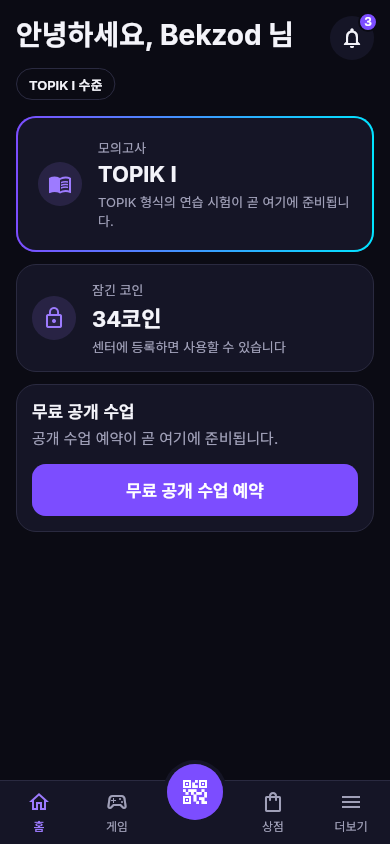 안녕하세요, Bekzod 님
3
TOPIK I 수준
모의고사
TOPIK I
TOPIK 형식의 연습 시험이 곧 여기에 준비됩니
다.
잠긴 코인
34코인
센터에 등록하면 사용할 수 있습니다
무료 공개 수업
공개 수업 예약이 곧 여기에 준비됩니다.
무료 공개 수업 예약
홈
게임
상점
더보기